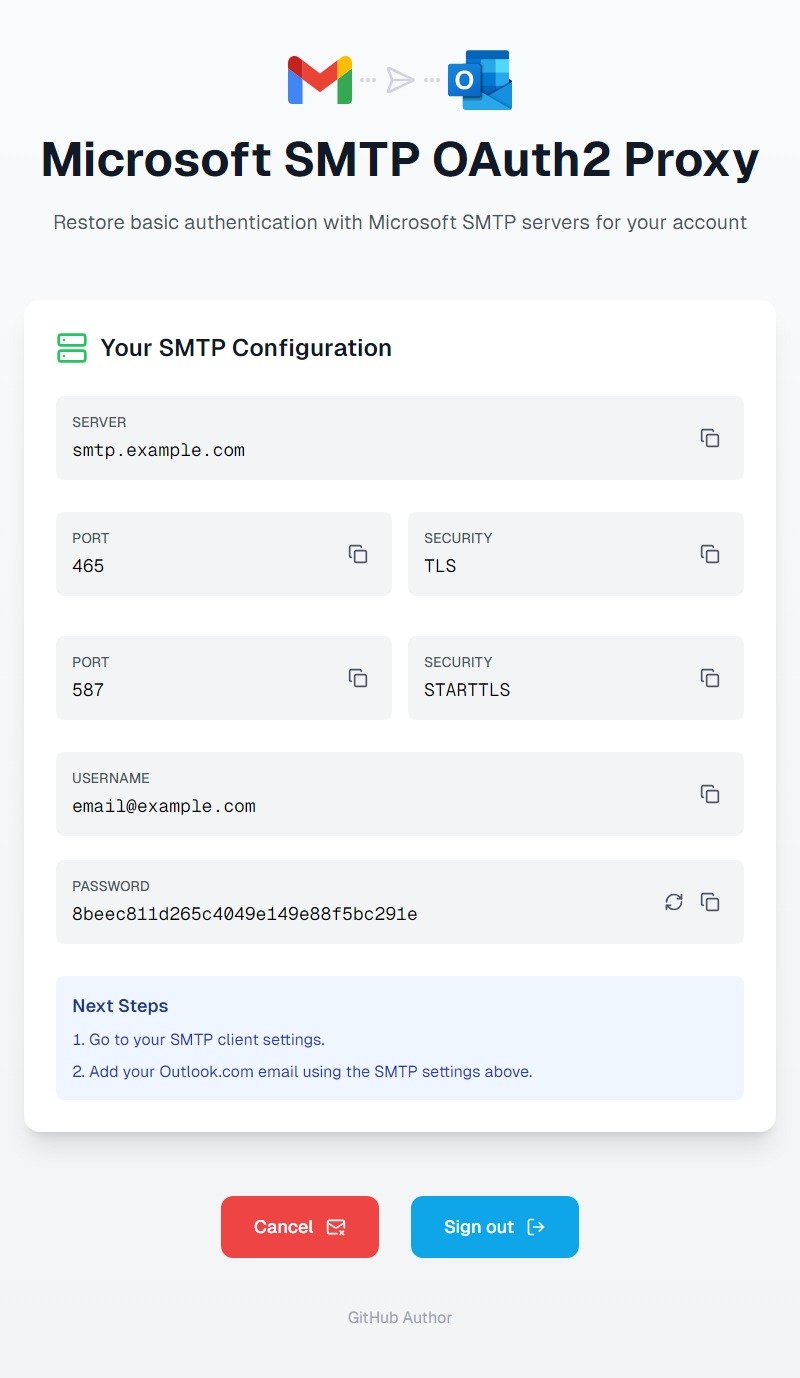 Microsoft SMTP OAuth2 Proxy
Restore basic authentication with Microsoft SMTP servers for your account
Your SMTP Configuration
SERVER
smtp.example.com
PORT
465
SECURITY
TLS
PORT
587
SECURITY
STARTTLS
USERNAME
email@example.com
PASSWORD
8beec811d265c4049e149e88f5bc291e
Next Steps
1. Go to your SMTP client settings.
2. Add your Outlook.com email using the SMTP settings above.
Cancel
Sign out
GitHub Author